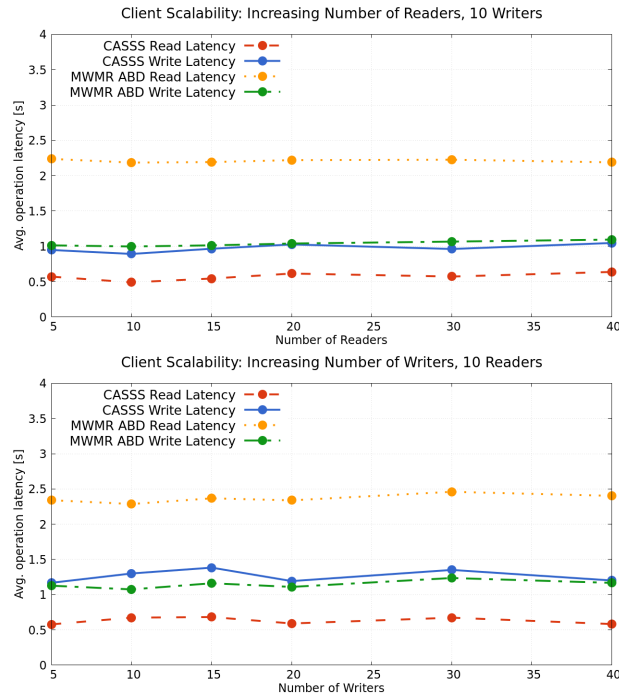 Client Scalability: Increasing Number of Readers, 10 Writers
Avg. operation latency [s]
4
3.5
3
2.5
2
1.5
1
0.5
0
CASSS Read Latency
CASSS Write Latency
MWMR ABD Read Latency
MWMR ABD Write Latency
5 10 15 20 25 30 35 40
Number of Readers
Client Scalability: Increasing Number of Writers, 10 Readers
Avg. operation latency [s]
4
3.5
3
2.5
2
1.5
1
0.5
0
CASSS Read Latency
CASSS Write Latency
MWMR ABD Read Latency
MWMR ABD Write Latency
5 10 15 20 25 30 35 40
Number of Writers